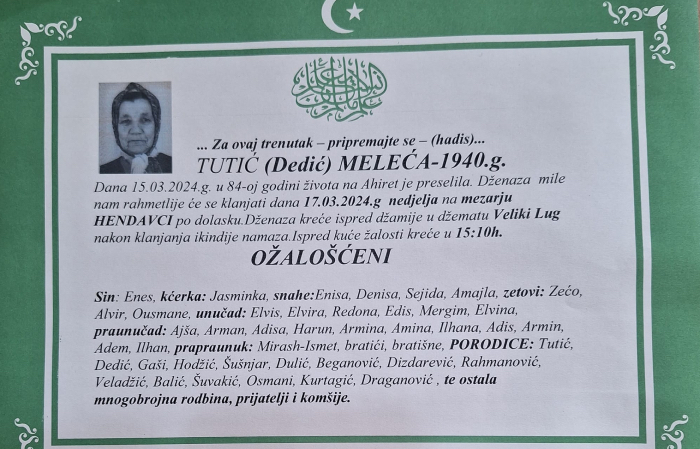 ... Za ovaj trenutak – pripremajte se – (hadis)...
TUTIĆ (Dedić) MELEĆA-1940.g.
Dana 15.03.2024.g. u 84-oj godini života na Ahiret je preselila. Dženaza mile
nam rahmetlije će se klanjati dana 17.03.2024.g nedjelja na mezarju
HENDAVCI po dolasku.Dženaza kreće ispred džamije u džematu Veliki Lug
nakon klanjanja ikindije namaza.Ispred kuće žalosti kreće u 15:10h.
OŽALOŠĆENI
Sin: Enes, kćerka: Jasminka, snahe:Enisa, Denisa, Sejida, Amajla, zetovi: Zećo,
Alvir, Ousmane, unučad: Elvis, Elvira, Redona, Edis, Mergim, Elvina,
praunučad: Ajša, Arman, Adisa, Harun, Armina, Amina, Ilhana, Adis, Armin,
Adem, Ilhan, prapraunuk: Mirash-Ismet, bratići, bratišne, PORODICE: Tutić,
Dedić, Gaši, Hodžić, Šušnjar, Dulić, Beganović, Dizdarević, Rahmanović,
Veladžić, Balić, Šuvakić, Osmani, Kurtagić, Draganović , te ostala
mnogobrojna rodbina, prijatelji i komšije.